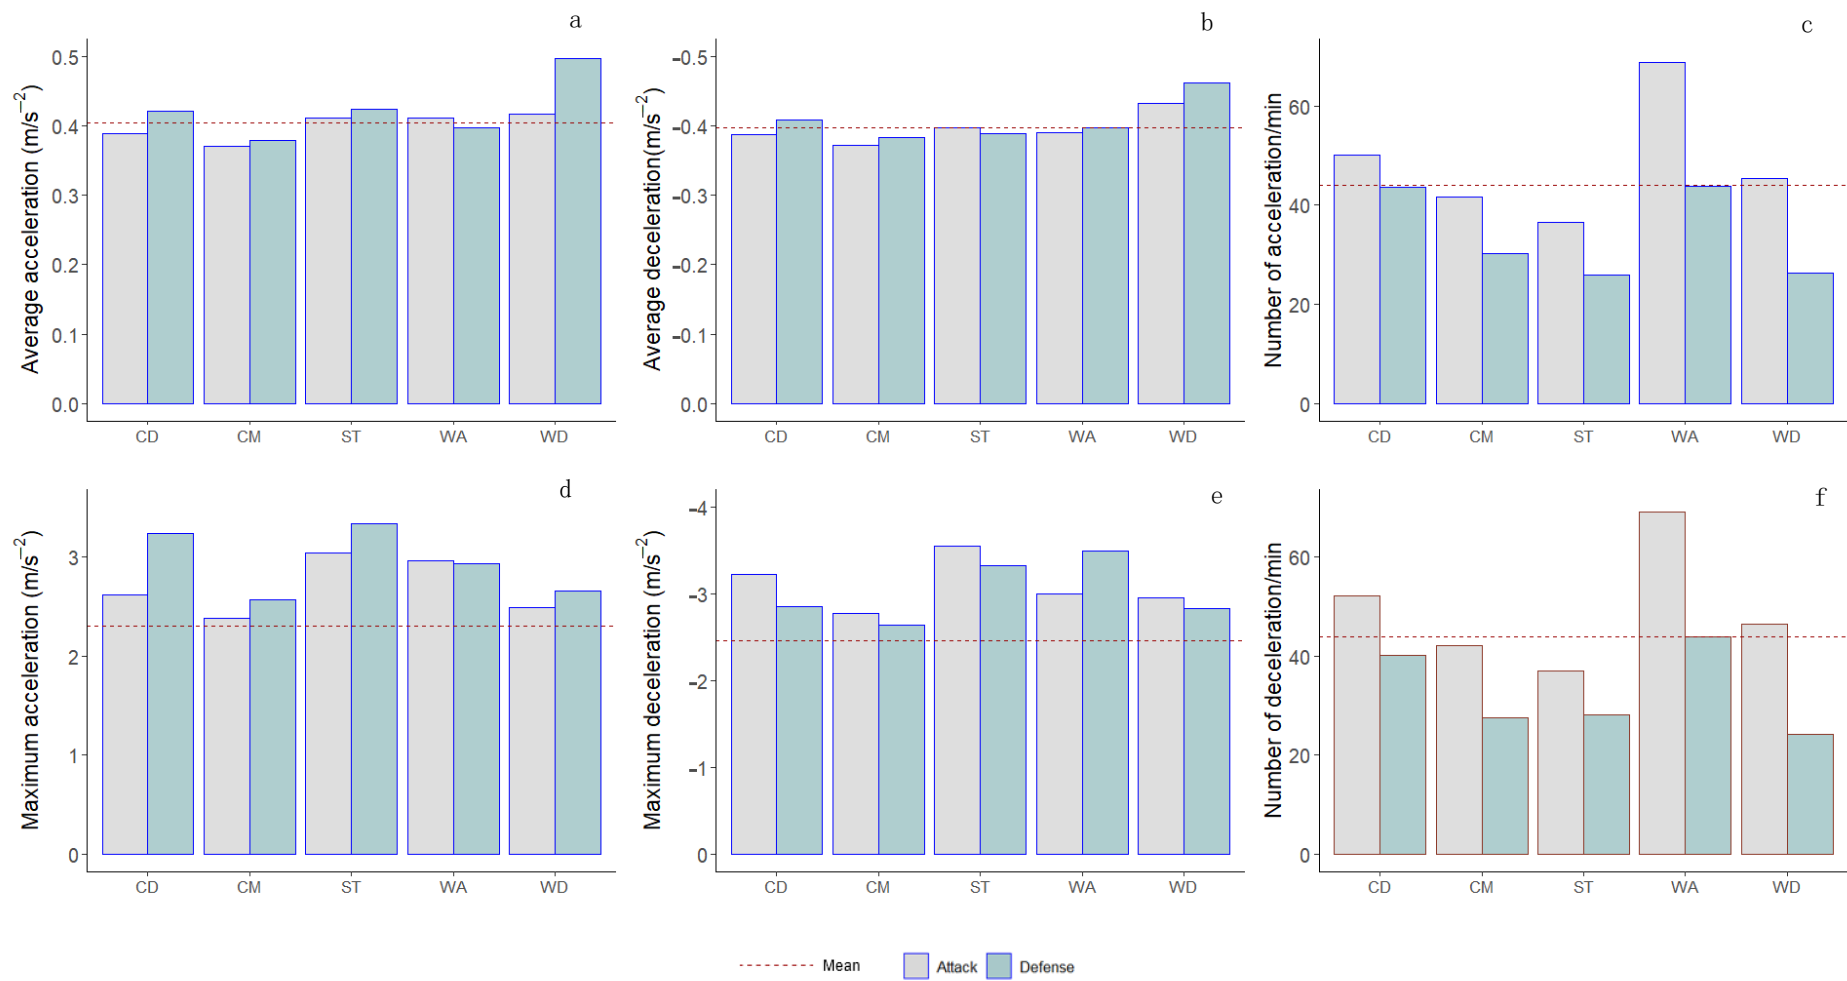 a
Average acceleration (m/s⁻²)
0.5
0.4
0.3
0.2
0.1
0.0
CD CM ST WA WD
b
Average deceleration(m/s⁻²)
-0.5
-0.4
-0.3
-0.2
-0.1
0.0
CD CM ST WA WD
c
Number of acceleration/min
60
40
20
0
CD CM ST WA WD
d
Maximum acceleration (m/s⁻²)
3
2
1
0
CD CM ST WA WD
e
Maximum deceleration (m/s⁻²)
-4
-3
-2
-1
0
CD CM ST WA WD
f
Number of deceleration/min
60
40
20
0
CD CM ST WA WD
Mean Attack Defense